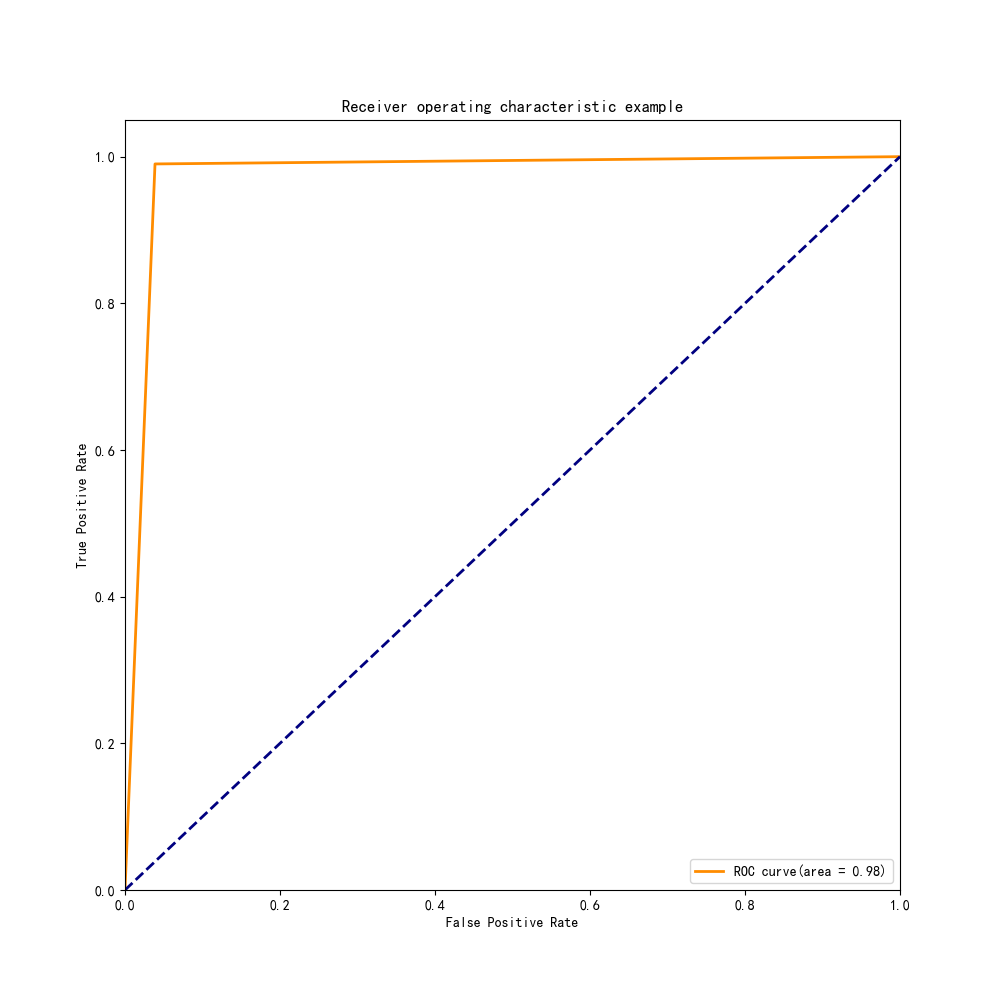 Receiver operating characteristic example
True Positive Rate
1.0
0.8
0.6
0.4
0.2
0.0
0.0 0.2 0.4 0.6 0.8 1.0
False Positive Rate
ROC curve(area = 0.98)